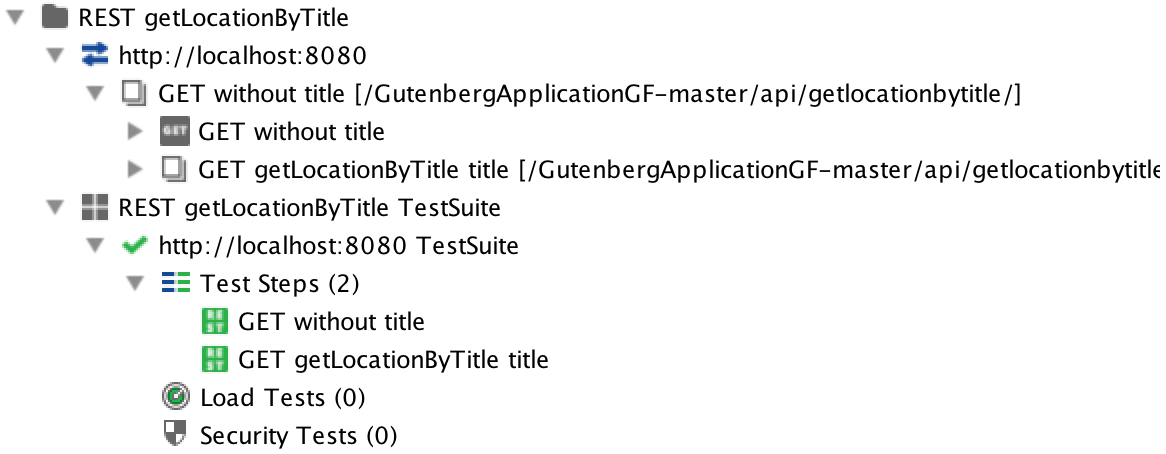 REST getLocationByTitle
http://localhost:8080
GET without title [/GutenbergApplicationGF-master/api/getlocationbytitle/]
GET GET without title
GET getLocationByTitle title [/GutenbergApplicationGF-master/api/getlocationbytitle
REST getLocationByTitle TestSuite
http://localhost:8080 TestSuite
Test Steps (2)
REST GET without title
REST GET getLocationByTitle title
Load Tests (0)
Security Tests (0)